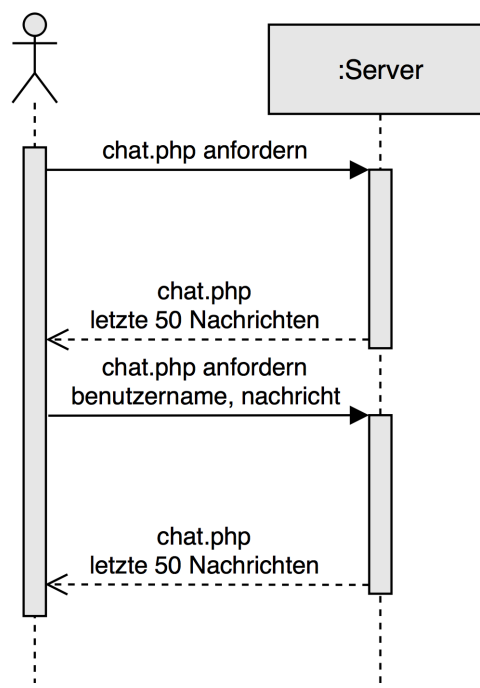 :Server
chat.php anfordern
chat.php
letzte 50 Nachrichten
chat.php anfordern
benutzername, nachricht
chat.php
letzte 50 Nachrichten